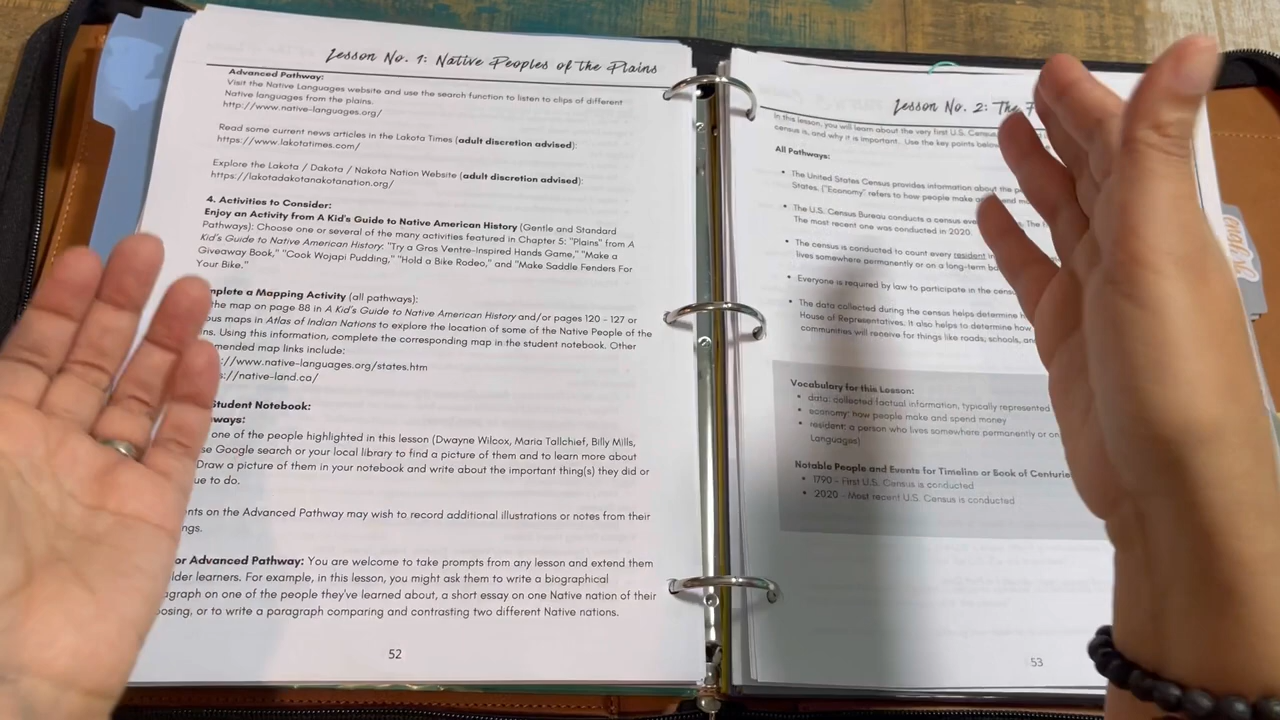 Lesson No. 1: Native Peoples of the Plains
Advanced Pathway:
Visit the Native Languages website and use the search function to listen to clips of different
Native languages from the plains.
http://www.native-languages.org/
Read some current news articles in the Lakota Times (adult discretion advised):
https://www.lakotatimes.com/
Explore the Lakota / Dakota / Nakota Nation Website (adult discretion advised):
https://lakotadakotanakotanation.org/
4. Activities to Consider:
Enjoy an Activity from A Kid's Guide to Native American History (Gentle and Standard
Pathways): Choose one or several of the many activities featured in Chapter 5: "Plains" from A
Kid's Guide to Native American History: "Try a Gros Ventre-Inspired Hands Game," "Make a
Giveaway Book," "Cook Wojapi Pudding," "Hold a Bike Rodeo," and "Make Saddle Fenders For
Your Bike."
mplete a Mapping Activity (all pathways):
the map on page 88 in A Kid's Guide to Native American History and/or pages 120 - 127 or
ous maps in Atlas of Indian Nations to explore the location of some of the Native People of the
ns. Using this information, complete the corresponding map in the student notebook. Other
mended map links include:
://www.native-languages.org/states.htm
s://native-land.ca/
Student Notebook:
ways:
one of the people highlighted in this lesson (Dwayne Wilcox, Maria Tallchief, Billy Mills,
se Google search or your local library to find a picture of them and to learn more about
Draw a picture of them in your notebook and write about the important thing(s) they did or
ue to do.
nts on the Advanced Pathway may wish to record additional illustrations or notes from their
ngs.
or Advanced Pathway: You are welcome to take prompts from any lesson and extend them
lder learners. For example, in this lesson, you might ask them to write a biographical
agraph on one of the people they've learned about, a short essay on one Native nation of their
osing, or to write a paragraph comparing and contrasting two different Native nations.
52
Lesson No. 2: The F
In this lesson, you will learn about the very first U.S. Census
census is, and why it is important. Use the key points below
All Pathways:
• The United States Census provides information about the p
States. ("Economy" refers to how people make and spend mo
• The U.S. Census Bureau conducts a census eve
The most recent one was conducted in 2020.
• The census is conducted to count every resident in
lives somewhere permanently or on a long-term ba
• Everyone is required by law to participate in the cens
• The data collected during the census helps determine h
House of Representatives. It also helps to determine how
communities will receive for things like roads, schools, an
Vocabulary for this Lesson:
• data: collected factual information, typically represented
• economy: how people make and spend money
• resident: a person who lives somewhere permanently or on
Languages)
Notable People and Events for Timeline or Book of Centurie
• 1790 - First U.S. Census is conducted
• 2020 - Most recent U.S. Census is conducted
53